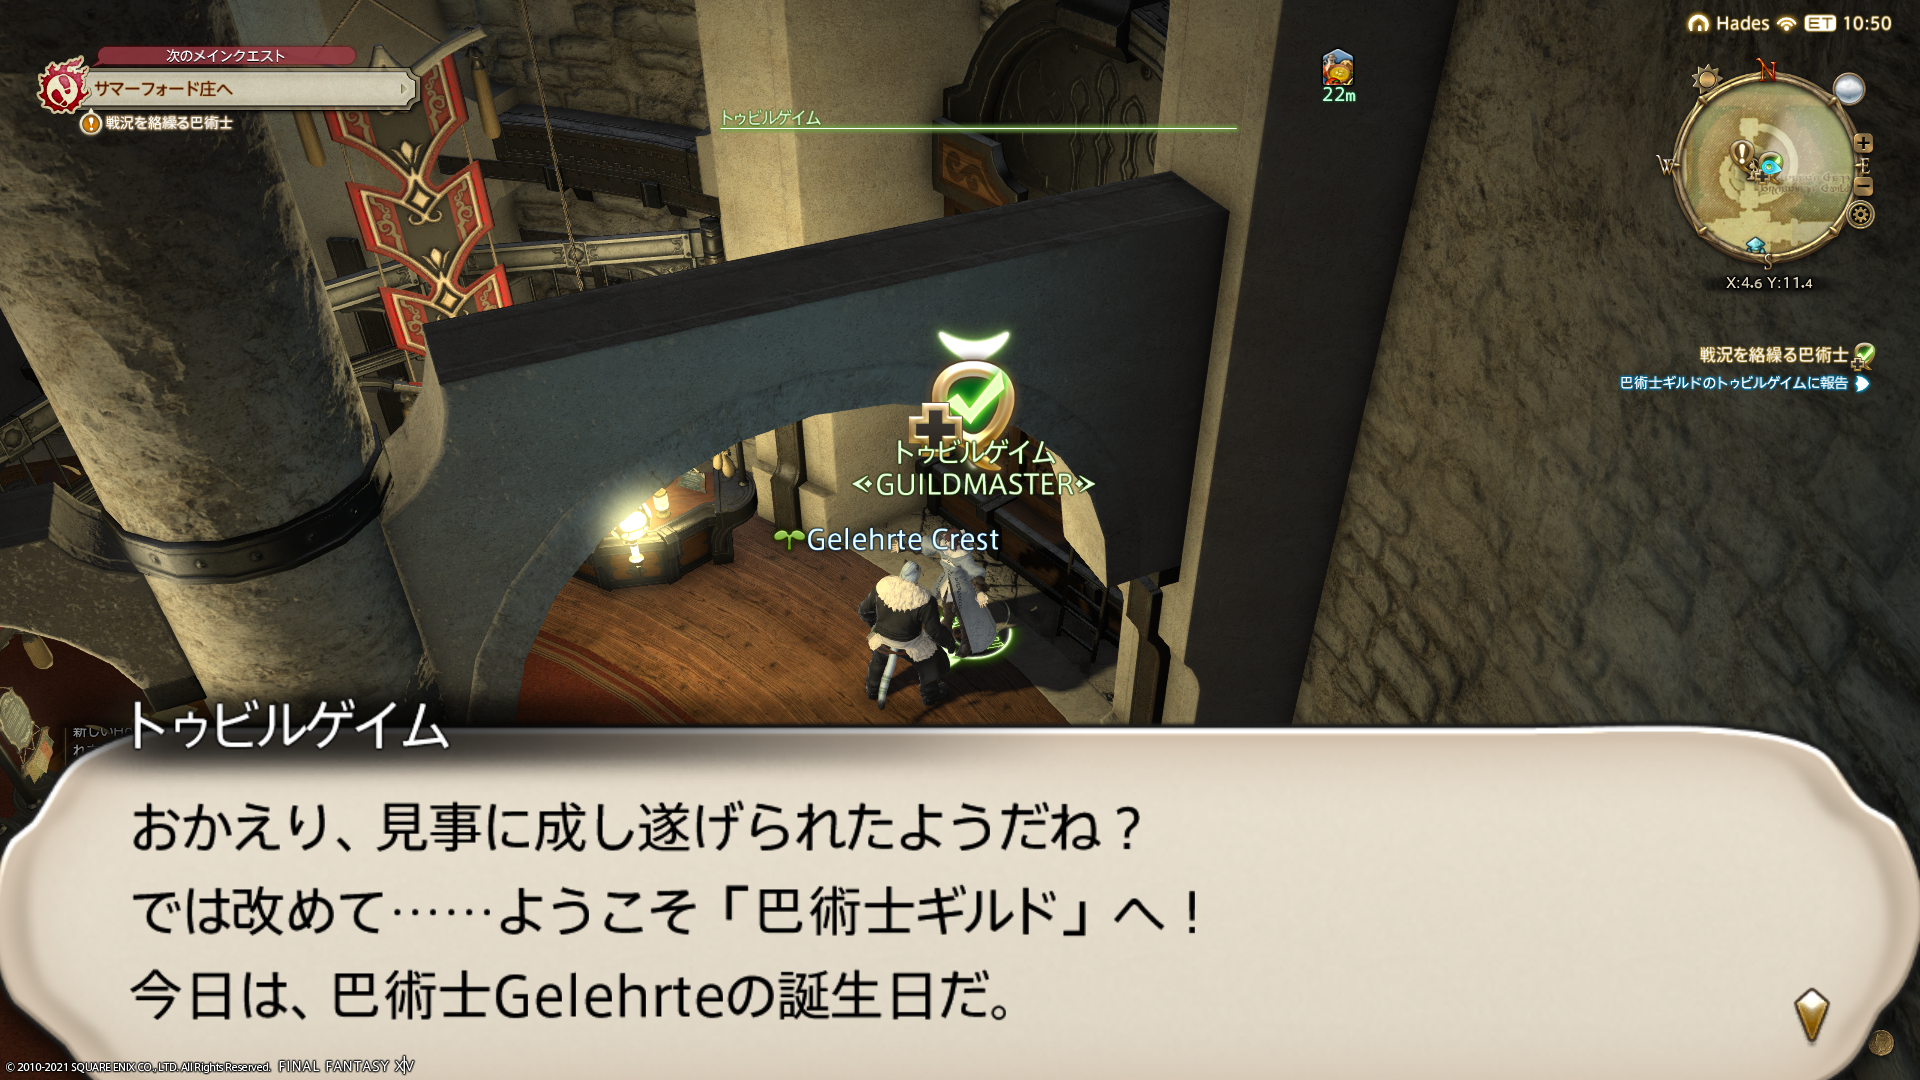 次のメインクエスト
サマーフォード庄へ
戦況を絡繰る巴術士
トゥビルゲイム
22m
Hades ET 10:50
N
W
E
S
X:4.6 Y:11.4
戦況を絡繰る巴術士
巴術士ギルドのトゥビルゲイムに報告
トゥビルゲイム
GUILDMASTER
Gelehrte Crest
トゥビルゲイム
おかえり、見事に成し遂げられたようだね？
では改めて……ようこそ「巴術士ギルド」へ！
今日は、巴術士Gelehrteの誕生日だ。
© 2010-2021 SQUARE ENIX CO., LTD. All Rights Reserved. FINAL FANTASY XIV